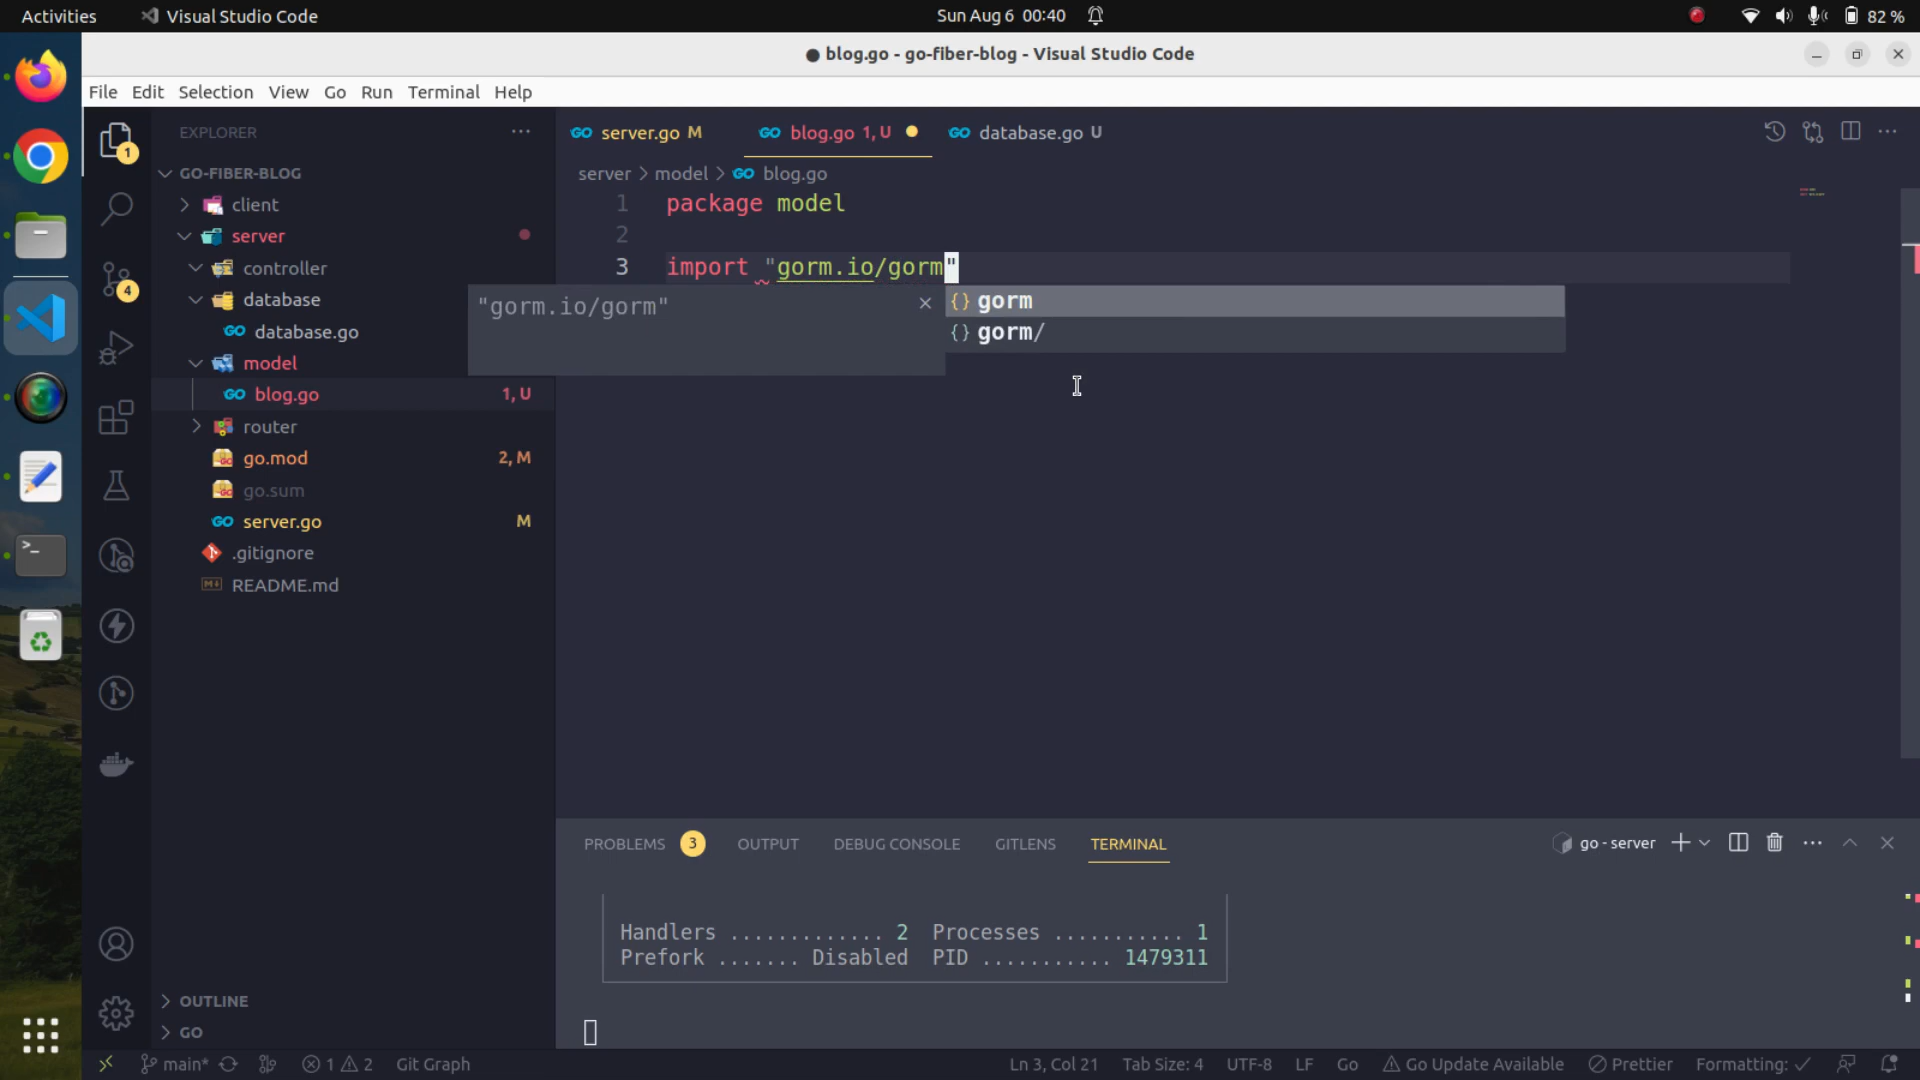 Activities Visual Studio Code Sun Aug 6 00:40 82 %
● blog.go - go-fiber-blog - Visual Studio Code
File Edit Selection View Go Run Terminal Help
EXPLORER
GO-FIBER-BLOG
client
server
controller
database
database.go
model
blog.go 1, U
router
go.mod 2, M
go.sum
server.go M
.gitignore
README.md
OUTLINE
GO
1
4
server.go M blog.go 1, U database.go U
server > model > blog.go
1 package model
2
3 import "gorm.io/gorm"
"gorm.io/gorm"
{} gorm
{} gorm/
PROBLEMS 3 OUTPUT DEBUG CONSOLE GITLENS TERMINAL go - server
Handlers ............. 2 Processes ........... 1
Prefork ....... Disabled PID ........... 1479311
main* 1 2 Git Graph Ln 3, Col 21 Tab Size: 4 UTF-8 LF Go Go Update Available Prettier Formatting: ✓